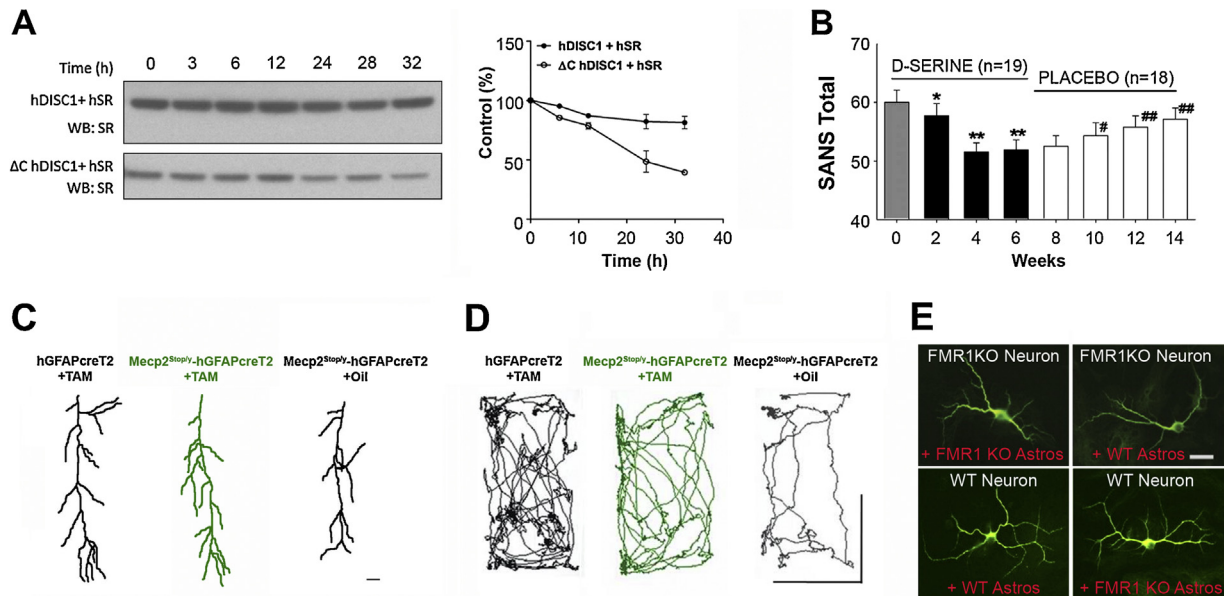 A
Time (h) 0 3 6 12 24 28 32
hDISC1+ hSR
WB: SR
ΔC hDISC1+ hSR
WB: SR
Control (%)
150
100
50
0
hDISC1 + hSR
ΔC hDISC1 + hSR
0 10 20 30 40
Time (h)
B
SANS Total
60
50
40
D-SERINE (n=19)
PLACEBO (n=18)
* ** ** # ## ##
0 2 4 6 8 10 12 14
Weeks
C
hGFAPcreT2
+TAM
Mecp2Stop/y-hGFAPcreT2
+TAM
Mecp2Stop/y-hGFAPcreT2
+Oil
D
hGFAPcreT2
+TAM
Mecp2Stop/y-hGFAPcreT2
+TAM
Mecp2Stop/y-hGFAPcreT2
+Oil
E
FMR1KO Neuron
+ FMR1 KO Astros
FMR1KO Neuron
+ WT Astros
WT Neuron
+ WT Astros
WT Neuron
+ FMR1 KO Astros